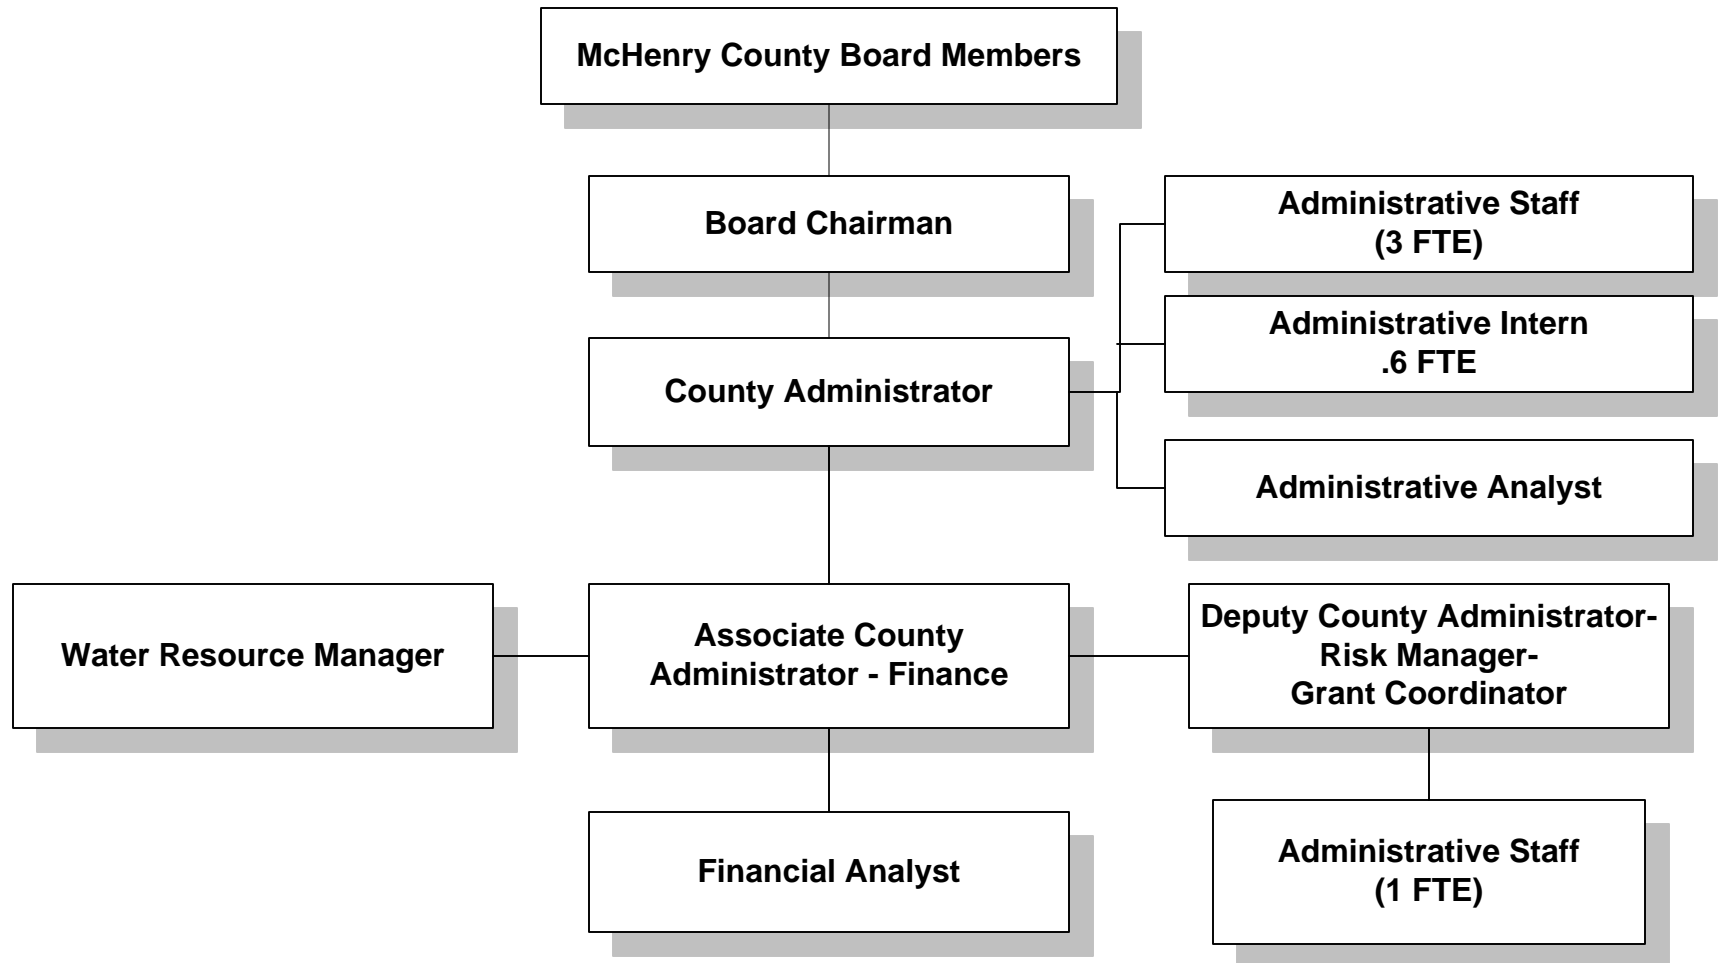 McHenry County Board Members
Board Chairman
Administrative Staff
(3 FTE)
Administrative Intern
.6 FTE
County Administrator
Administrative Analyst
Water Resource Manager
Associate County
Administrator - Finance
Deputy County Administrator-
Risk Manager-
Grant Coordinator
Financial Analyst
Administrative Staff
(1 FTE)